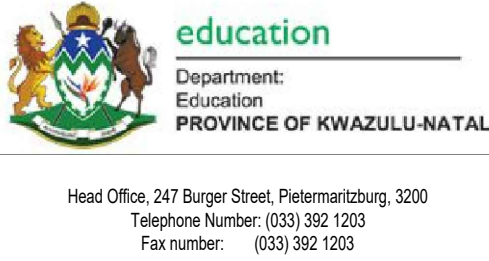 education
Department:
Education
PROVINCE OF KWAZULU-NATAL
Head Office, 247 Burger Street, Pietermaritzburg, 3200
Telephone Number: (033) 392 1203
Fax number: (033) 392 1203